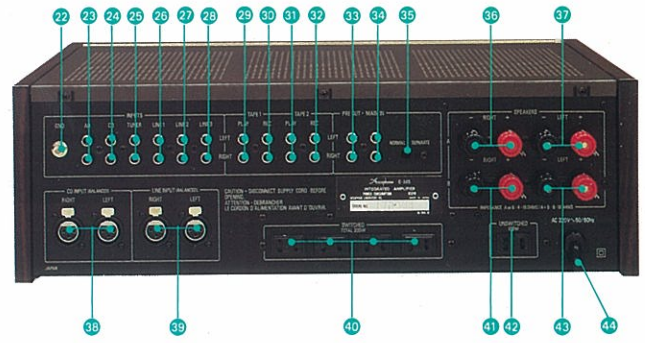 22 23 24 25 26 27 28 29 30 31 32 33 34 35 36 37
INPUTS TAPE 1 TAPE 2 PRE OUT - MAIN IN SPEAKERS
GND AD CD TUNER LINE 1 LINE 2 LINE 3 PLAY REC PLAY REC
- RIGHT + - LEFT +
LEFT LEFT
NORMAL SEPARATE
RIGHT RIGHT
RIGHT LEFT
CD INPUT (BALANCED) LINE INPUT (BALANCED)
RIGHT LEFT RIGHT LEFT
CAUTION - DISCONNECT SUPPLY CORD BEFORE
OPENING.
ATTENTION - DEBRANCHER
LE CORDON D'ALIMENTATION AVANT D'OUVRIR.
Accuphase
INTEGRATED AMPLIFIER
SWITCHED
UNSWITCHED
AC 220V~ 50/60Hz
JAPAN
38 39 40 41 42 43 44